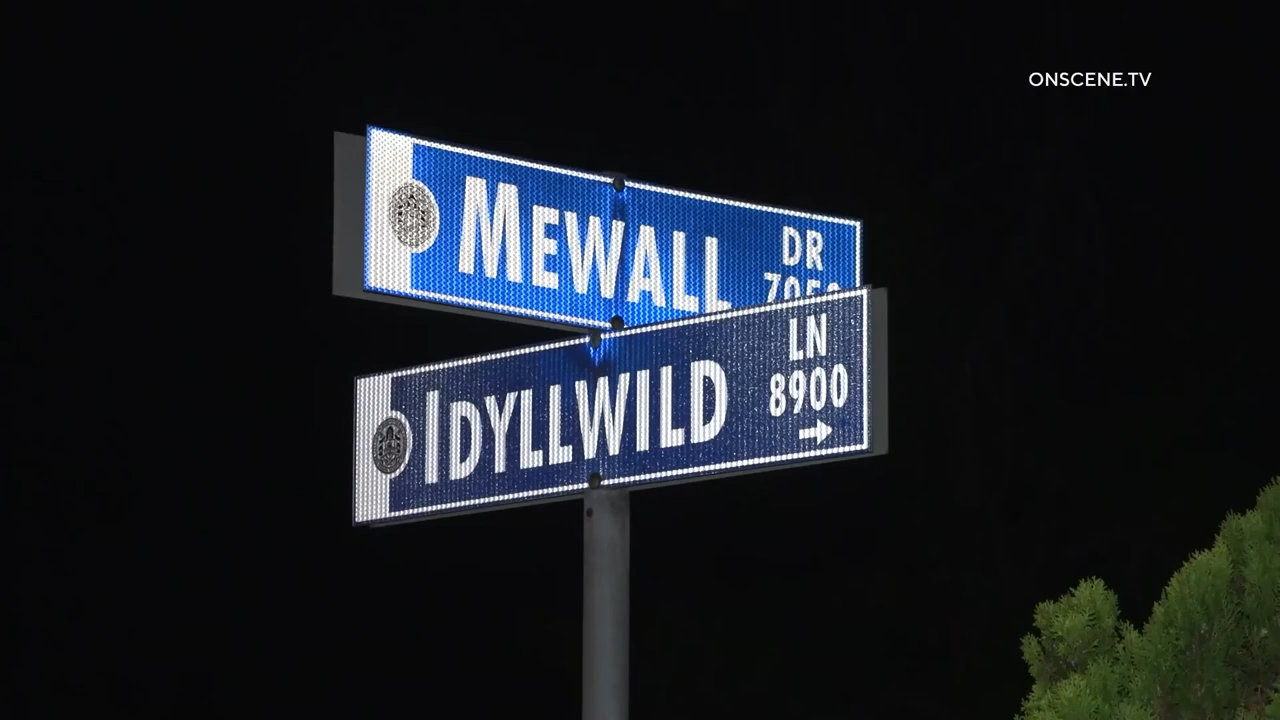 ONSCENE.TV
MEWALL DR
IDYLLWILD LN
8900
→